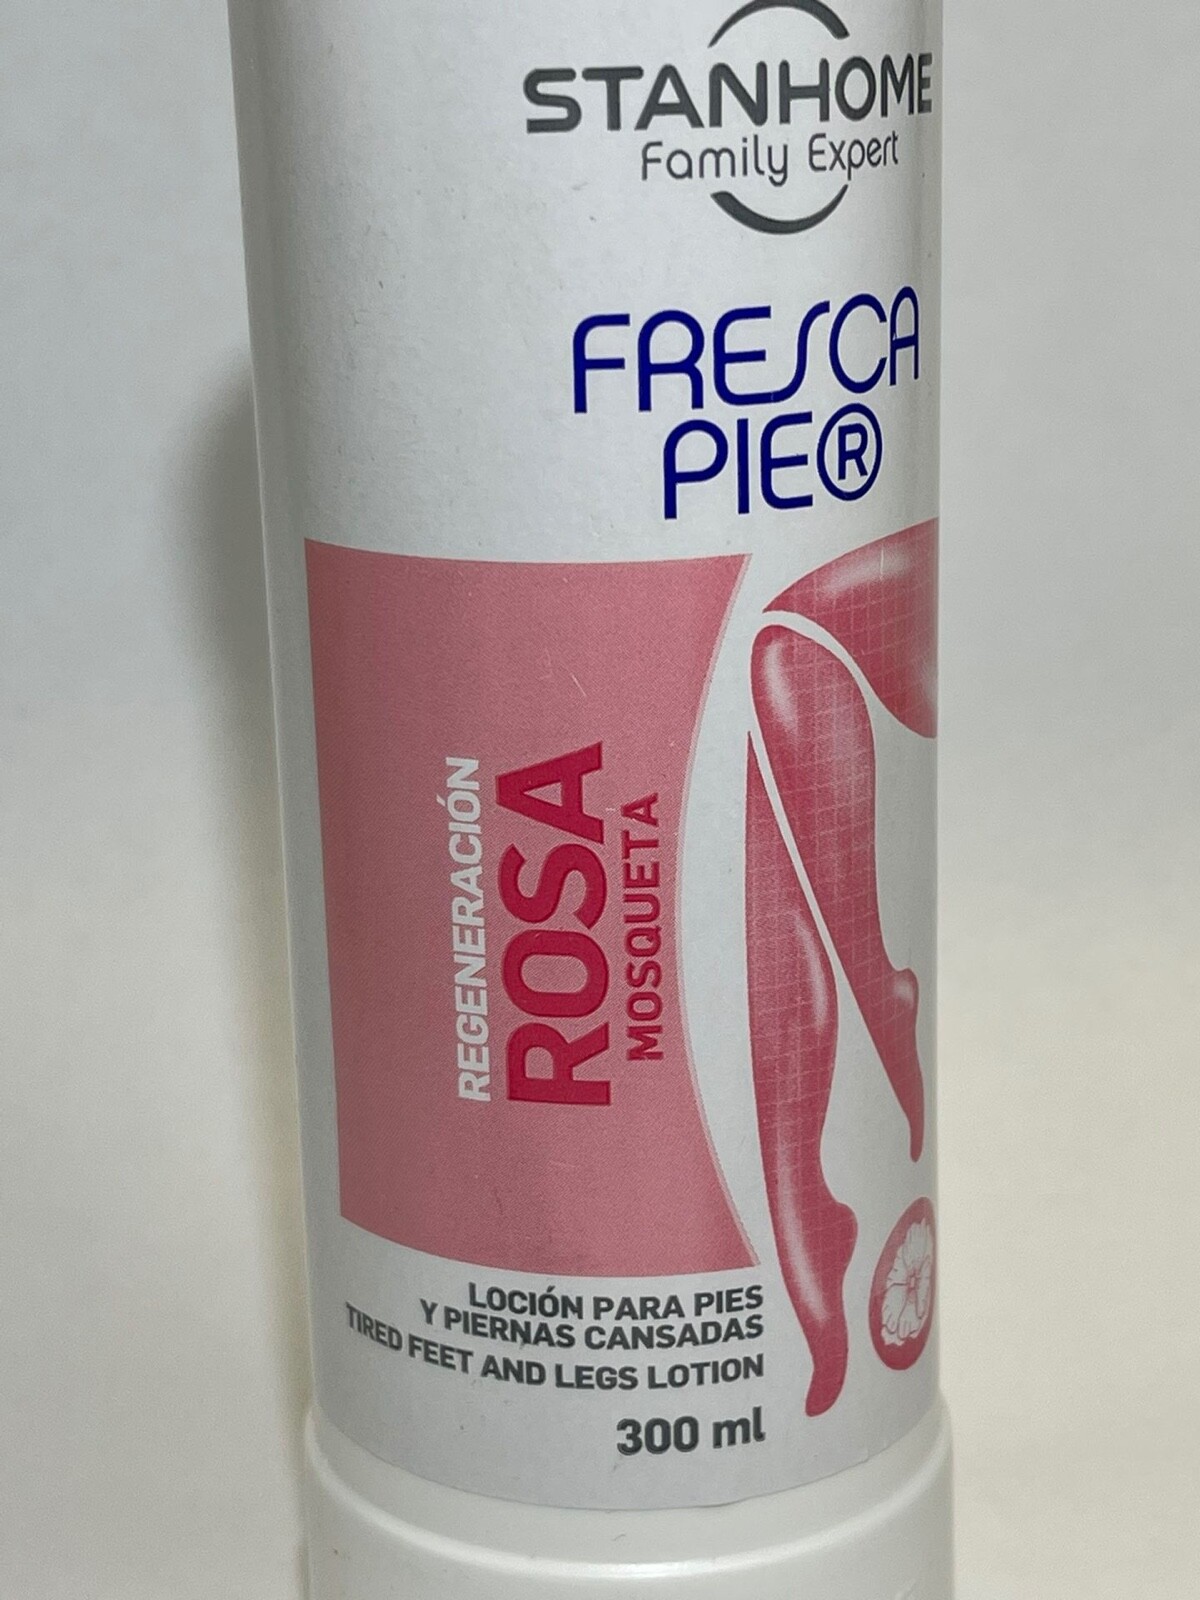 STANHOME
Family Expert
FRESCA
PIE®
REGENERACIÓN
ROSA
MOSQUETA
LOCIÓN PARA PIES
Y PIERNAS CANSADAS
TIRED FEET AND LEGS LOTION
300 ml